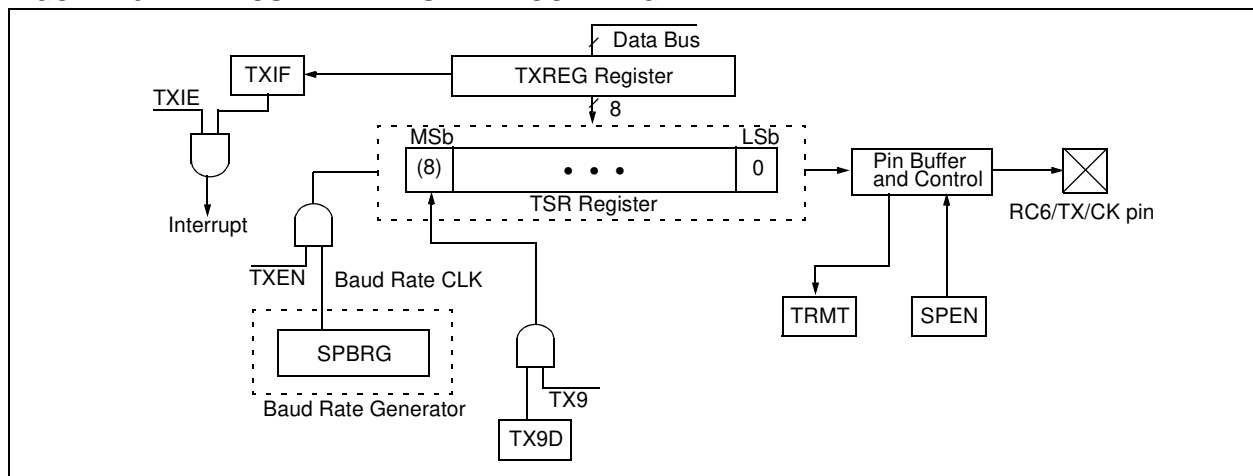 Data Bus
TXIF
TXREG Register
TXIE
8
MSb
LSb
(8)
• • •
0
Pin Buffer
and Control
TSR Register
Interrupt
RC6/TX/CK pin
TXEN
Baud Rate CLK
TRMT
SPEN
SPBRG
TX9
Baud Rate Generator
TX9D